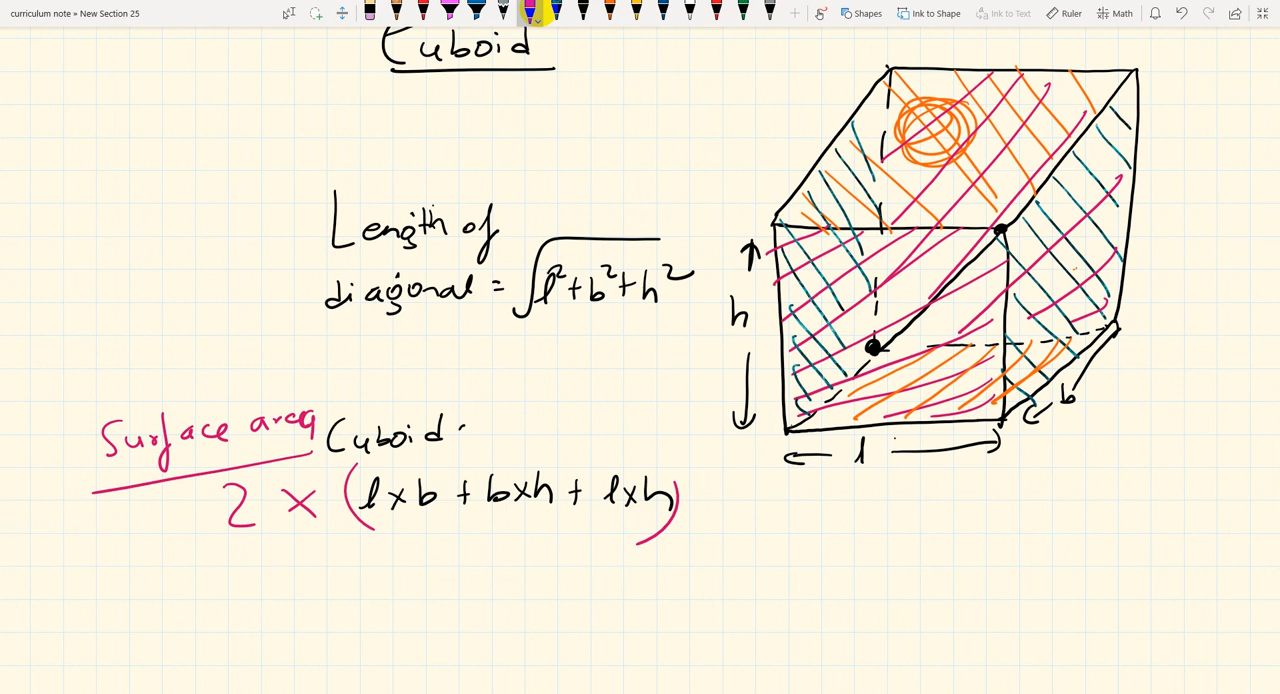 curriculum note » New Section 25
Shapes Ink to Shape Ink to Text Ruler Math
Cuboid
Length of
diagonal = √l²+b²+h²
h
b
l
Surface area Cuboid
2 × (l×b + b×h + l×h)